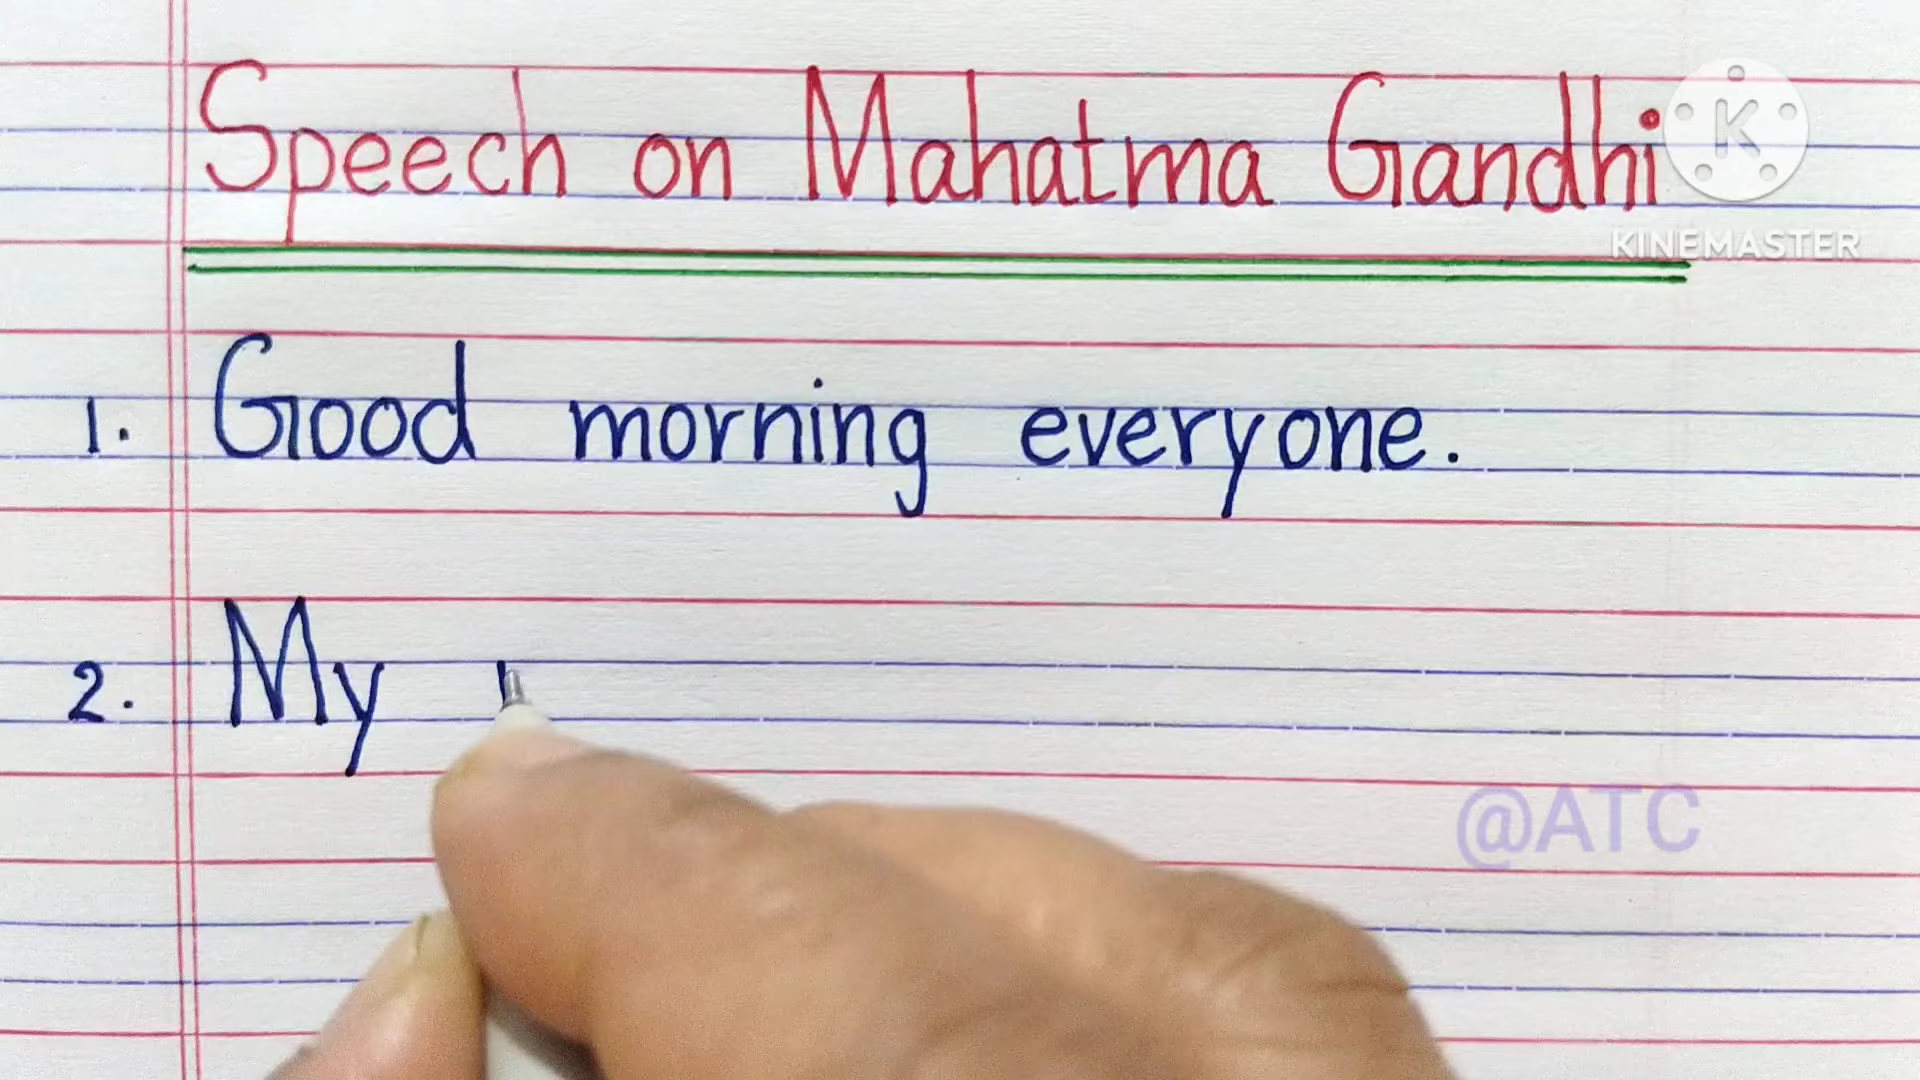 Speech on Mahatma Gandhi
K
KINEMASTER
1. Good morning everyone.
2. My
@ATC